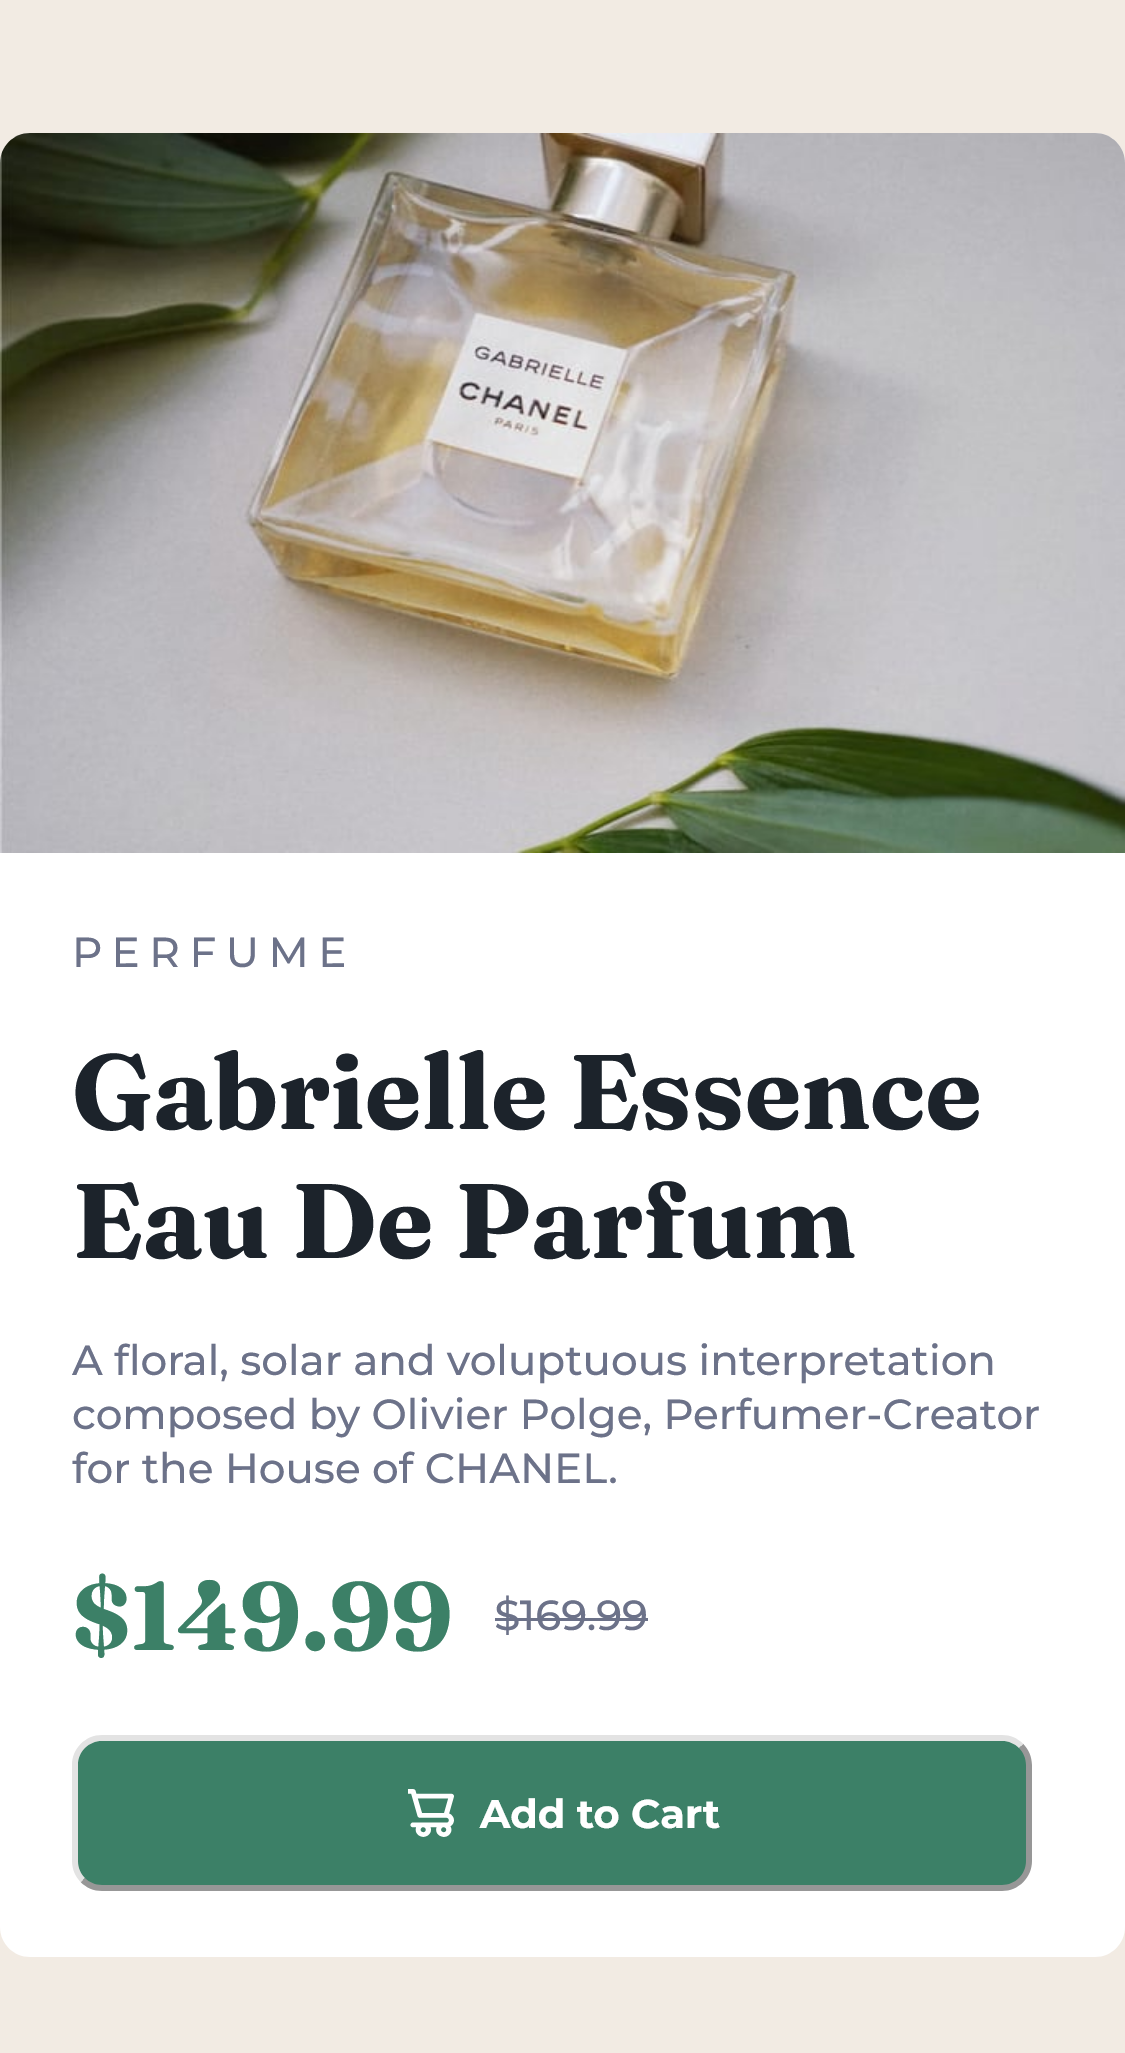 GABRIELLE
CHANEL
PARIS
PERFUME
Gabrielle Essence
Eau De Parfum
A floral, solar and voluptuous interpretation
composed by Olivier Polge, Perfumer-Creator
for the House of CHANEL.
$149.99 $169.99
Add to Cart